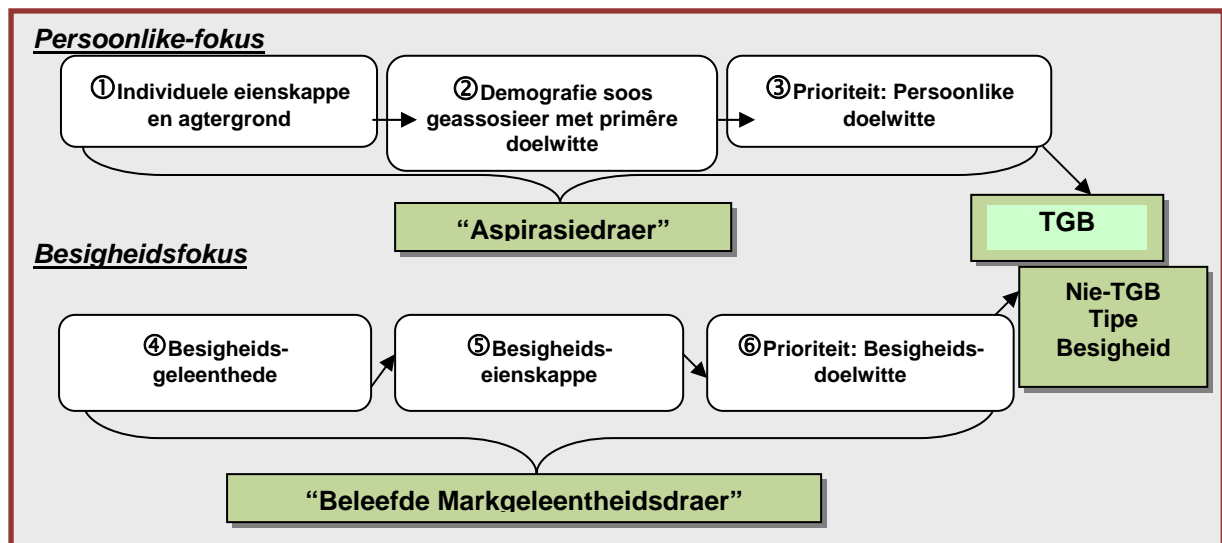 Persoonlike-fokus
①Individuele eienskappe
en agtergrond
②Demografie soos
geassosieer met primêre
doelwitte
③Prioriteit: Persoonlike
doelwitte
“Aspirasiedraer”
TGB
Besigheidsfokus
Nie-TGB
Tipe
Besigheid
④Besigheids-
geleenthede
⑤Besigheids-
eienskappe
⑥Prioriteit: Besigheids-
doelwitte
“Beleefde Markgeleentheidsdraer”